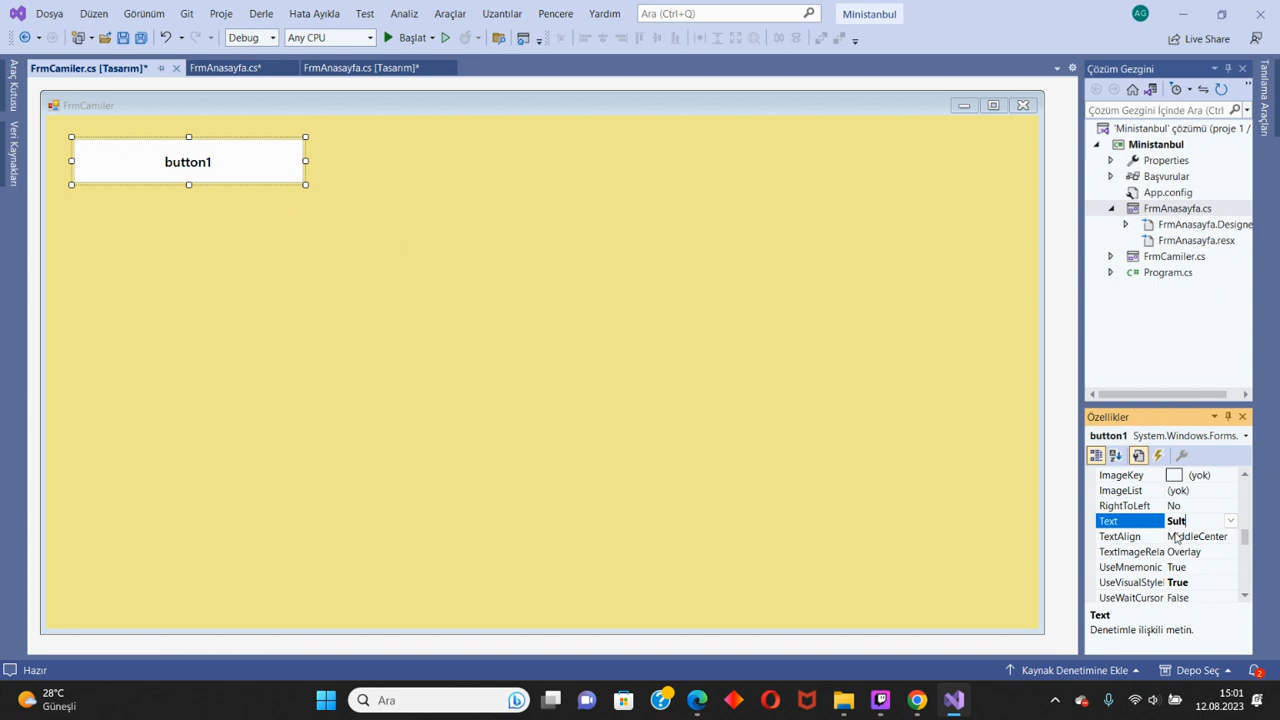 Dosya Düzenle Görünüm Git Proje Derle Hata Ayıkla Test Analiz Araçlar Uzantılar Pencere Yardım Ara (Ctrl+Q) Ministanbul AG
Debug Any CPU Başlat Live Share
FrmCamiler.cs [Tasarım]* FrmAnasayfa.cs* FrmAnasayfa.cs [Tasarım]*
Araç Kutusu
Veri Kaynakları
FrmCamiler
button1
Çözüm Gezgini
Çözüm Gezgini İçinde Ara (Ctrl
'Ministanbul' çözümü (proje 1 /
Ministanbul
Properties
Başvurular
App.config
FrmAnasayfa.cs
FrmAnasayfa.Designe
FrmAnasayfa.resx
FrmCamiler.cs
C# Program.cs
Tanılama Araçları
Özellikler
button1 System.Windows.Forms.
ImageKey (yok)
ImageList (yok)
RightToLeft No
Text Sult
TextAlign MiddleCenter
TextImageRela Overlay
UseMnemonic True
UseVisualStylel True
UseWaitCursor False
Text
Denetimle ilişkili metin.
Hazır Kaynak Denetimine Ekle Depo Seç 2
28°C
Güneşli
Ara
15:01
12.08.2023